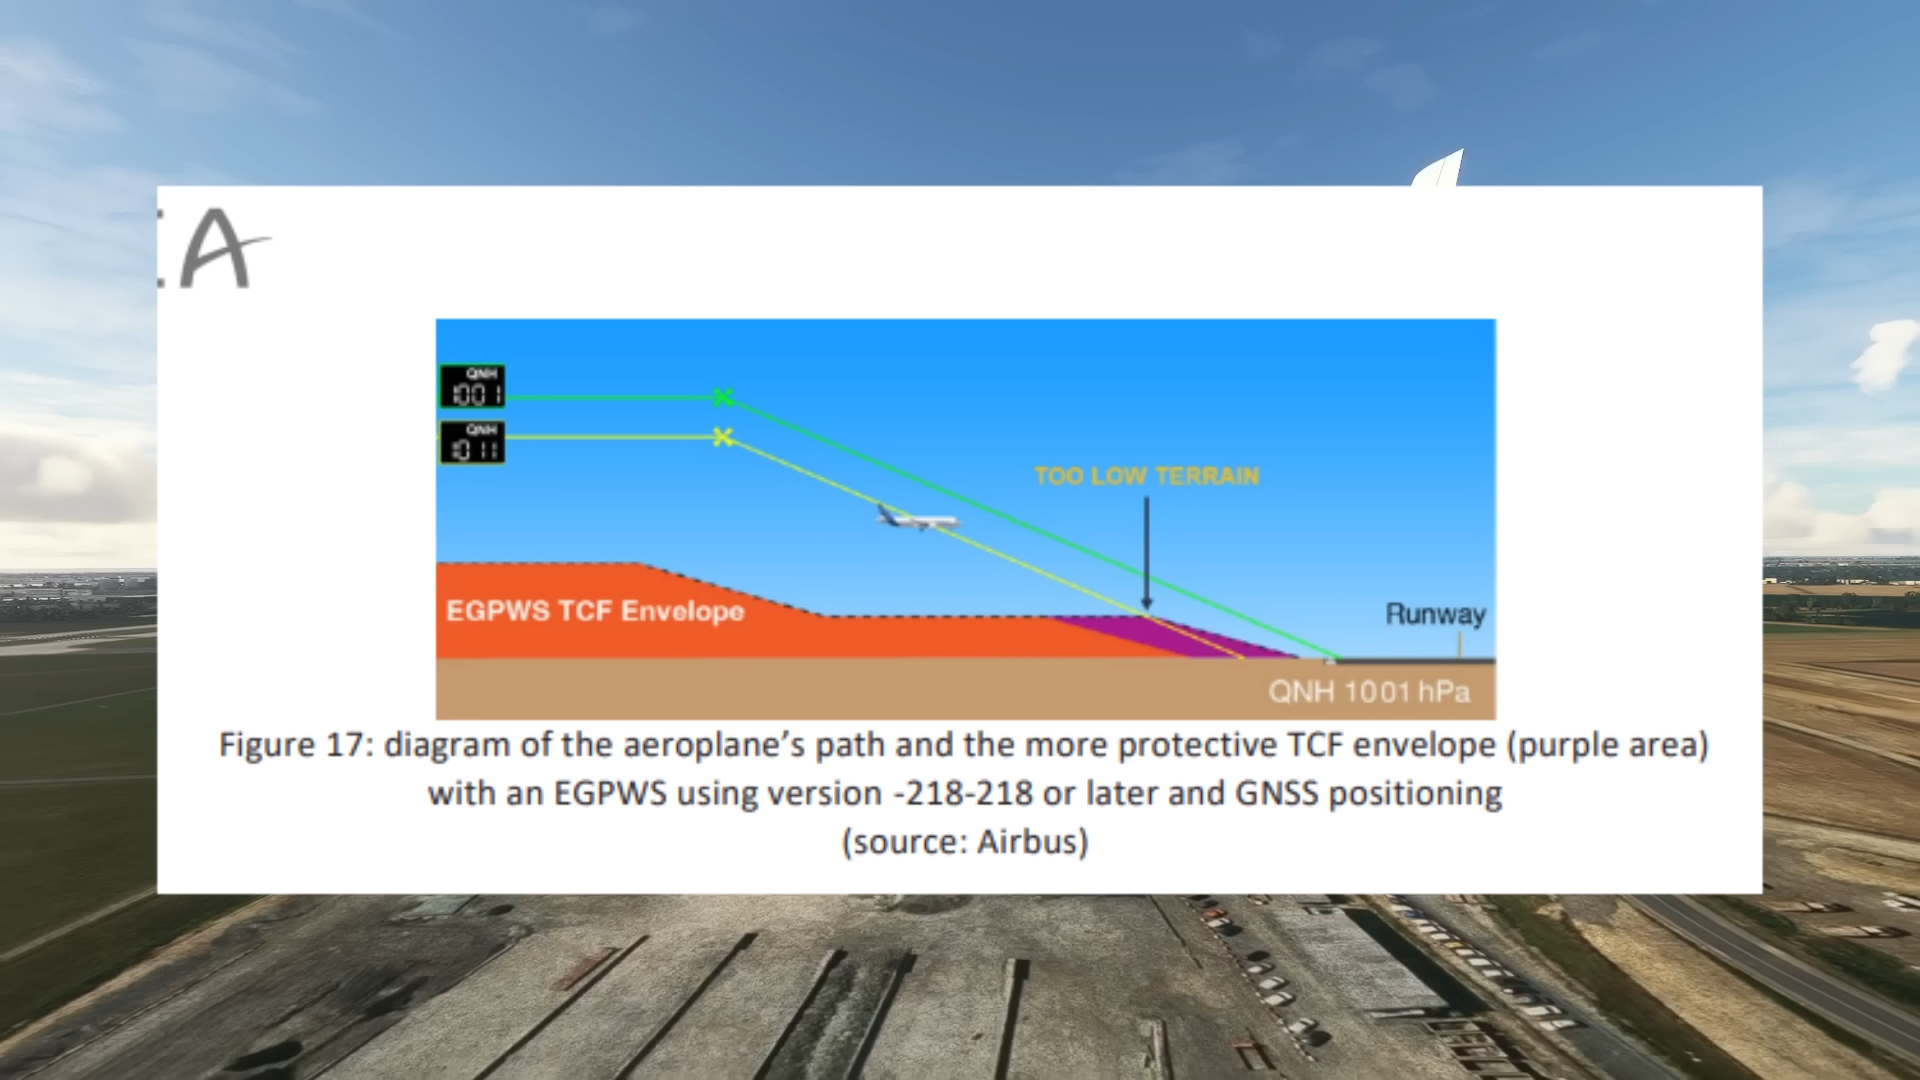 EA
QNH
1001
QNH
1011
TOO LOW TERRAIN
EGPWS TCF Envelope
Runway
QNH 1001 hPa
Figure 17: diagram of the aeroplane’s path and the more protective TCF envelope (purple area)
with an EGPWS using version -218-218 or later and GNSS positioning
(source: Airbus)